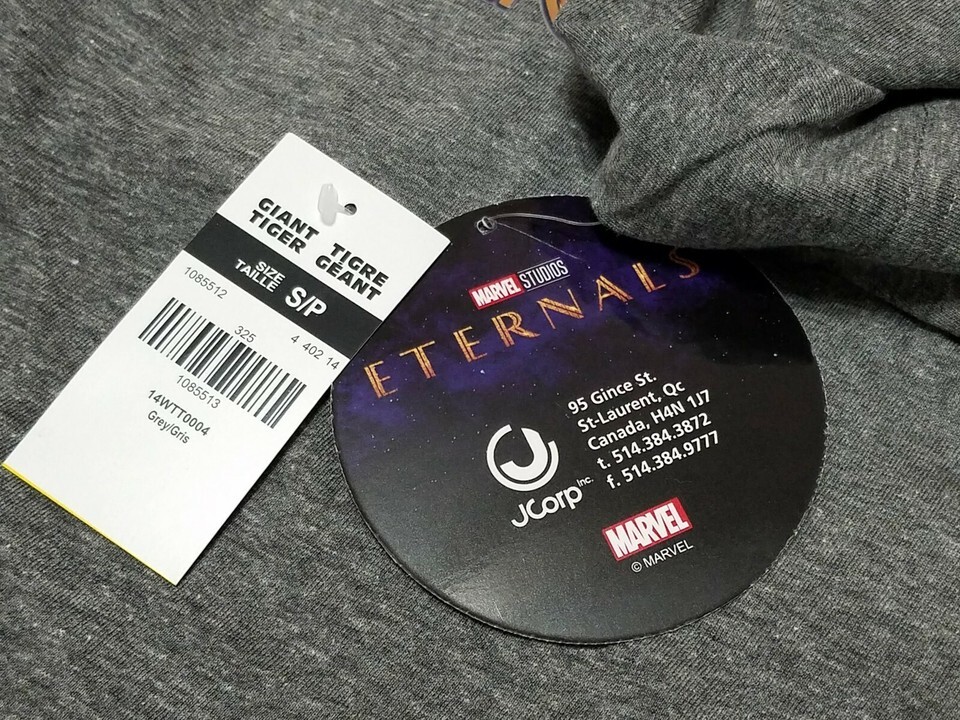 GIANT TIGRE
TIGER GÉANT
SIZE
TAILLE S/P
1085512
325
4 402 14
1085513
14WTT0004
Grey/Gris
MARVEL STUDIOS
ETERNALS
95 Gince St.
St-Laurent, Qc
Canada, H4N 1J7
t. 514.384.3872
f. 514.384.9777
JCorp Inc.
MARVEL
© MARVEL